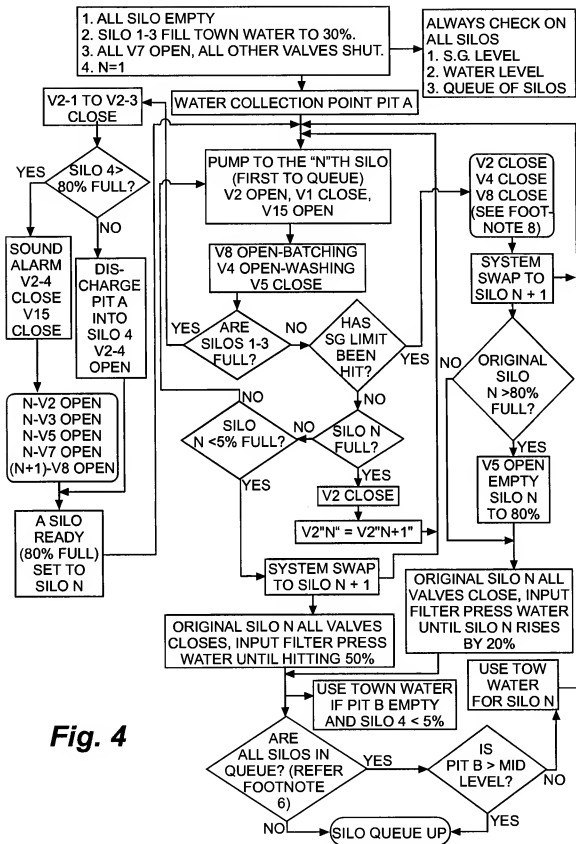 1. ALL SILO EMPTY
2. SILO 1-3 FILL TOWN WATER TO 30%.
3. ALL V7 OPEN, ALL OTHER VALVES SHUT.
4. N=1
ALWAYS CHECK ON
ALL SILOS
1. S.G. LEVEL
2. WATER LEVEL
3. QUEUE OF SILOS
WATER COLLECTION POINT PIT A
V2-1 TO V2-3
CLOSE
PUMP TO THE "N"TH SILO
(FIRST TO QUEUE)
V2 OPEN, V1 CLOSE,
V15 OPEN
V2 CLOSE
V4 CLOSE
V8 CLOSE
(SEE FOOT-
NOTE 8)
YES
SILO 4>
80% FULL?
NO
V8 OPEN-BATCHING
V4 OPEN-WASHING
V5 CLOSE
SYSTEM
SWAP TO
SILO N + 1
SOUND
ALARM
V2-4
CLOSE
V15
CLOSE
DIS-
CHARGE
PIT A
INTO
SILO 4
V2-4
OPEN
YES
ARE
SILOS 1-3
FULL?
NO
HAS
SG LIMIT
BEEN
HIT?
YES
NO
NO
ORIGINAL
SILO
N >80%
FULL?
YES
N-V2 OPEN
N-V3 OPEN
N-V5 OPEN
N-V7 OPEN
(N+1)-V8 OPEN
NO
SILO
N <5% FULL?
YES
NO
SILO N
FULL?
YES
V2 CLOSE
V2"N" = V2"N+1"
V5 OPEN
EMPTY
SILO N
TO 80%
A SILO
READY
(80% FULL)
SET TO
SILO N
SYSTEM SWAP
TO SILO N + 1
ORIGINAL SILO N ALL
VALVES CLOSE, INPUT
FILTER PRESS WATER
UNTIL SILO N RISES
BY 20%
ORIGINAL SILO N ALL VALVES
CLOSES, INPUT FILTER PRESS
WATER UNTIL HITTING 50%
USE TOWN WATER
IF PIT B EMPTY
AND SILO 4 < 5%
USE TOW
WATER
FOR SILO N
Fig. 4
ARE
ALL SILOS IN
QUEUE? (REFER
FOOTNOTE
6)
YES
NO
IS
PIT B > MID
LEVEL?
NO
YES
SILO QUEUE UP